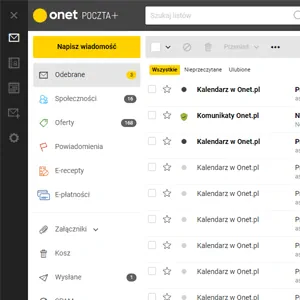 onet POCZTA+
Szukaj listów
Napisz wiadomość
Przenieś
Wszystkie Nieprzeczytane Ulubione
Odebrane 3
Kalendarz w Onet.pl
Społeczności 16
Komunikaty Onet.pl
Oferty 168
Kalendarz w Onet.pl
Powiadomienia
Kalendarz w Onet.pl
E-recepty
Kalendarz w Onet.pl
E-płatności
Kalendarz w Onet.pl
Załączniki
Kalendarz w Onet.pl
Kosz
Kalendarz w Onet.pl
Wysłane 1
Kalendarz w Onet.pl
Kalendarz w Onet.pl